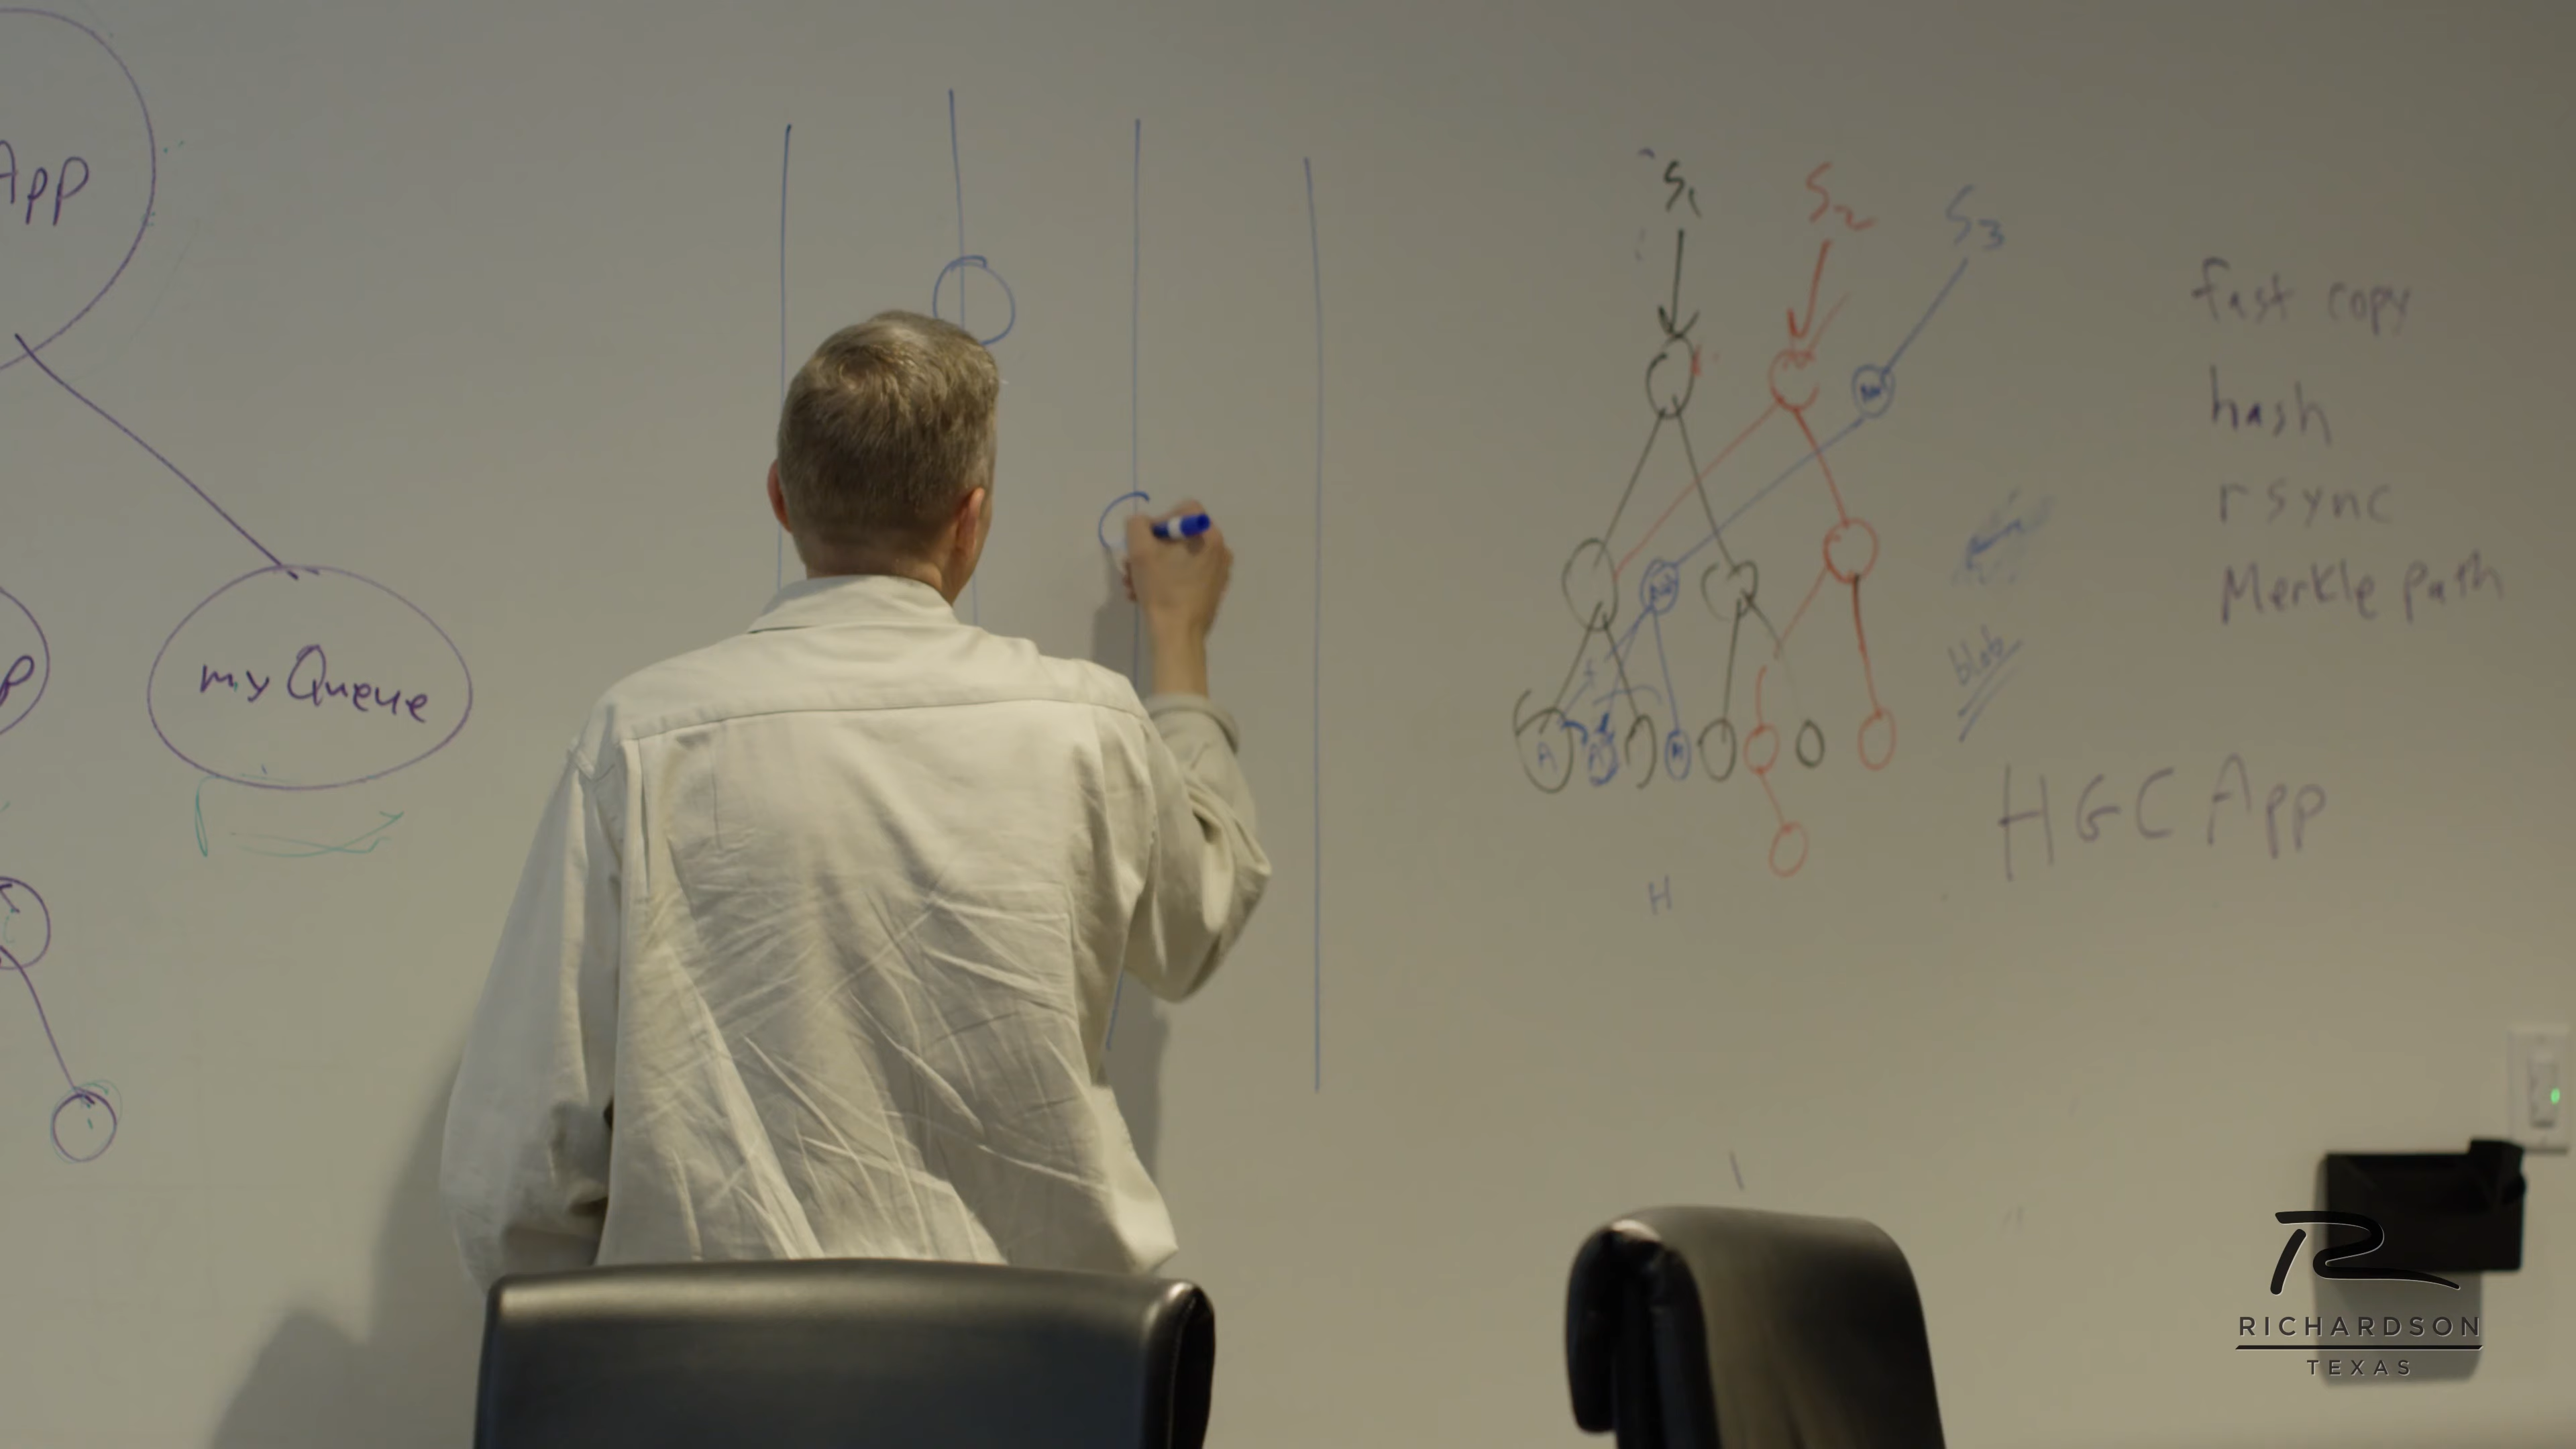 App
my Queue
S1
S2
S3
A
A
fast copy
hash
rsync
Merkle path
blob
HGC App
H
RICHARDSON
TEXAS